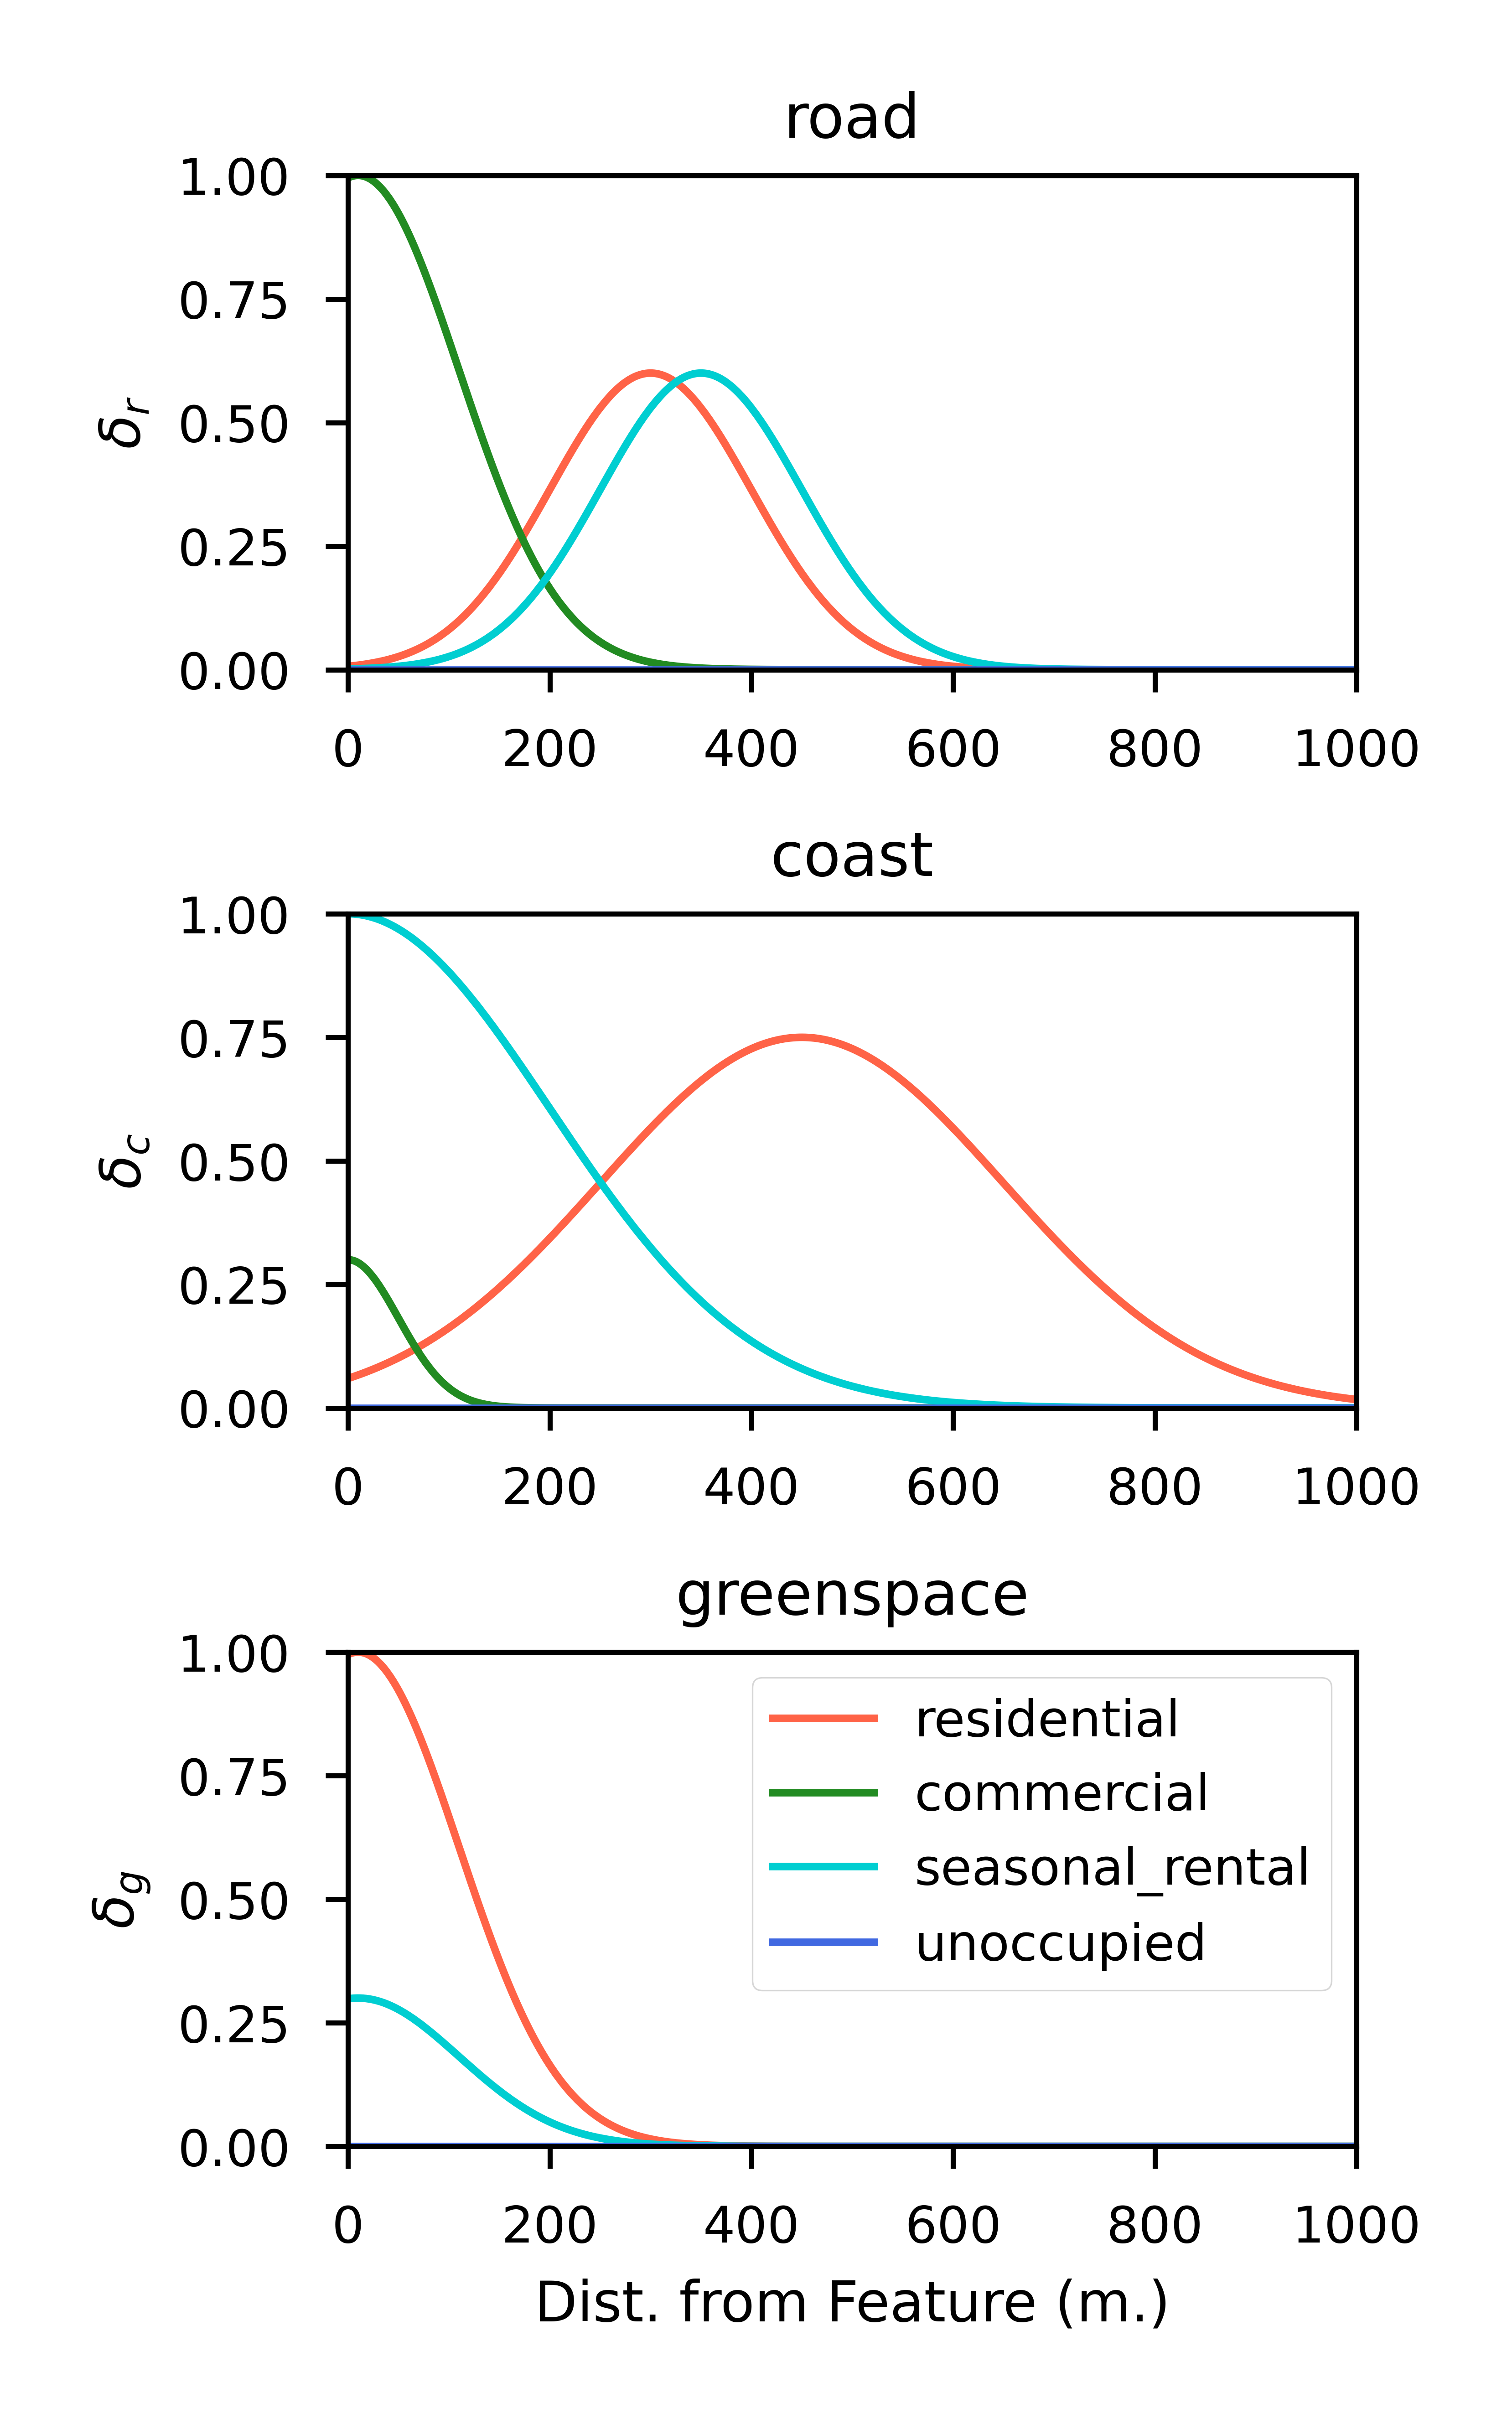 road
1.00
0.75
0.50
0.25
0.00
δr
0 200 400 600 800 1000
coast
1.00
0.75
0.50
0.25
0.00
δc
0 200 400 600 800 1000
greenspace
1.00
0.75
0.50
0.25
0.00
δg
residential
commercial
seasonal_rental
unoccupied
0 200 400 600 800 1000
Dist. from Feature (m.)